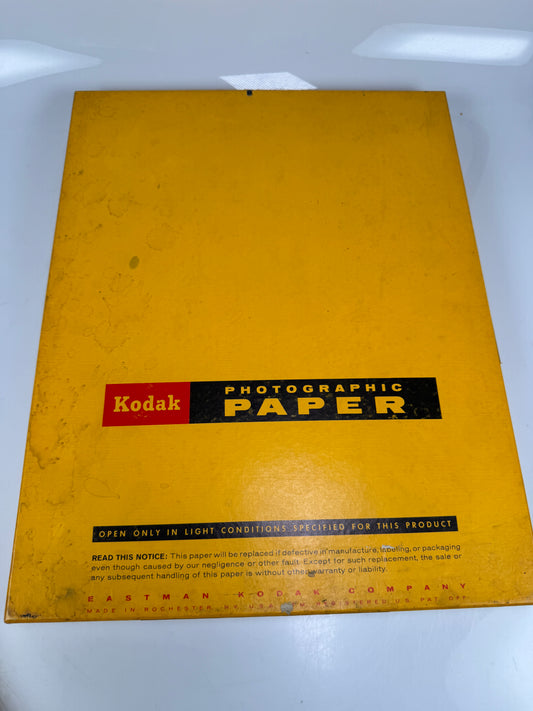 Kodak
PHOTOGRAPHIC
PAPER
OPEN ONLY IN LIGHT CONDITIONS SPECIFIED FOR THIS PRODUCT
READ THIS NOTICE: This paper will be replaced if defective in manufacture, labeling, or packaging
even though caused by our negligence or other fault. Except for such replacement, the sale or
any subsequent handling of this paper is without other warranty or liability.
EASTMAN KODAK COMPANY
MADE IN ROCHESTER, N.Y., U.S.A. T.M. REGISTERED U.S. PAT. OFF.